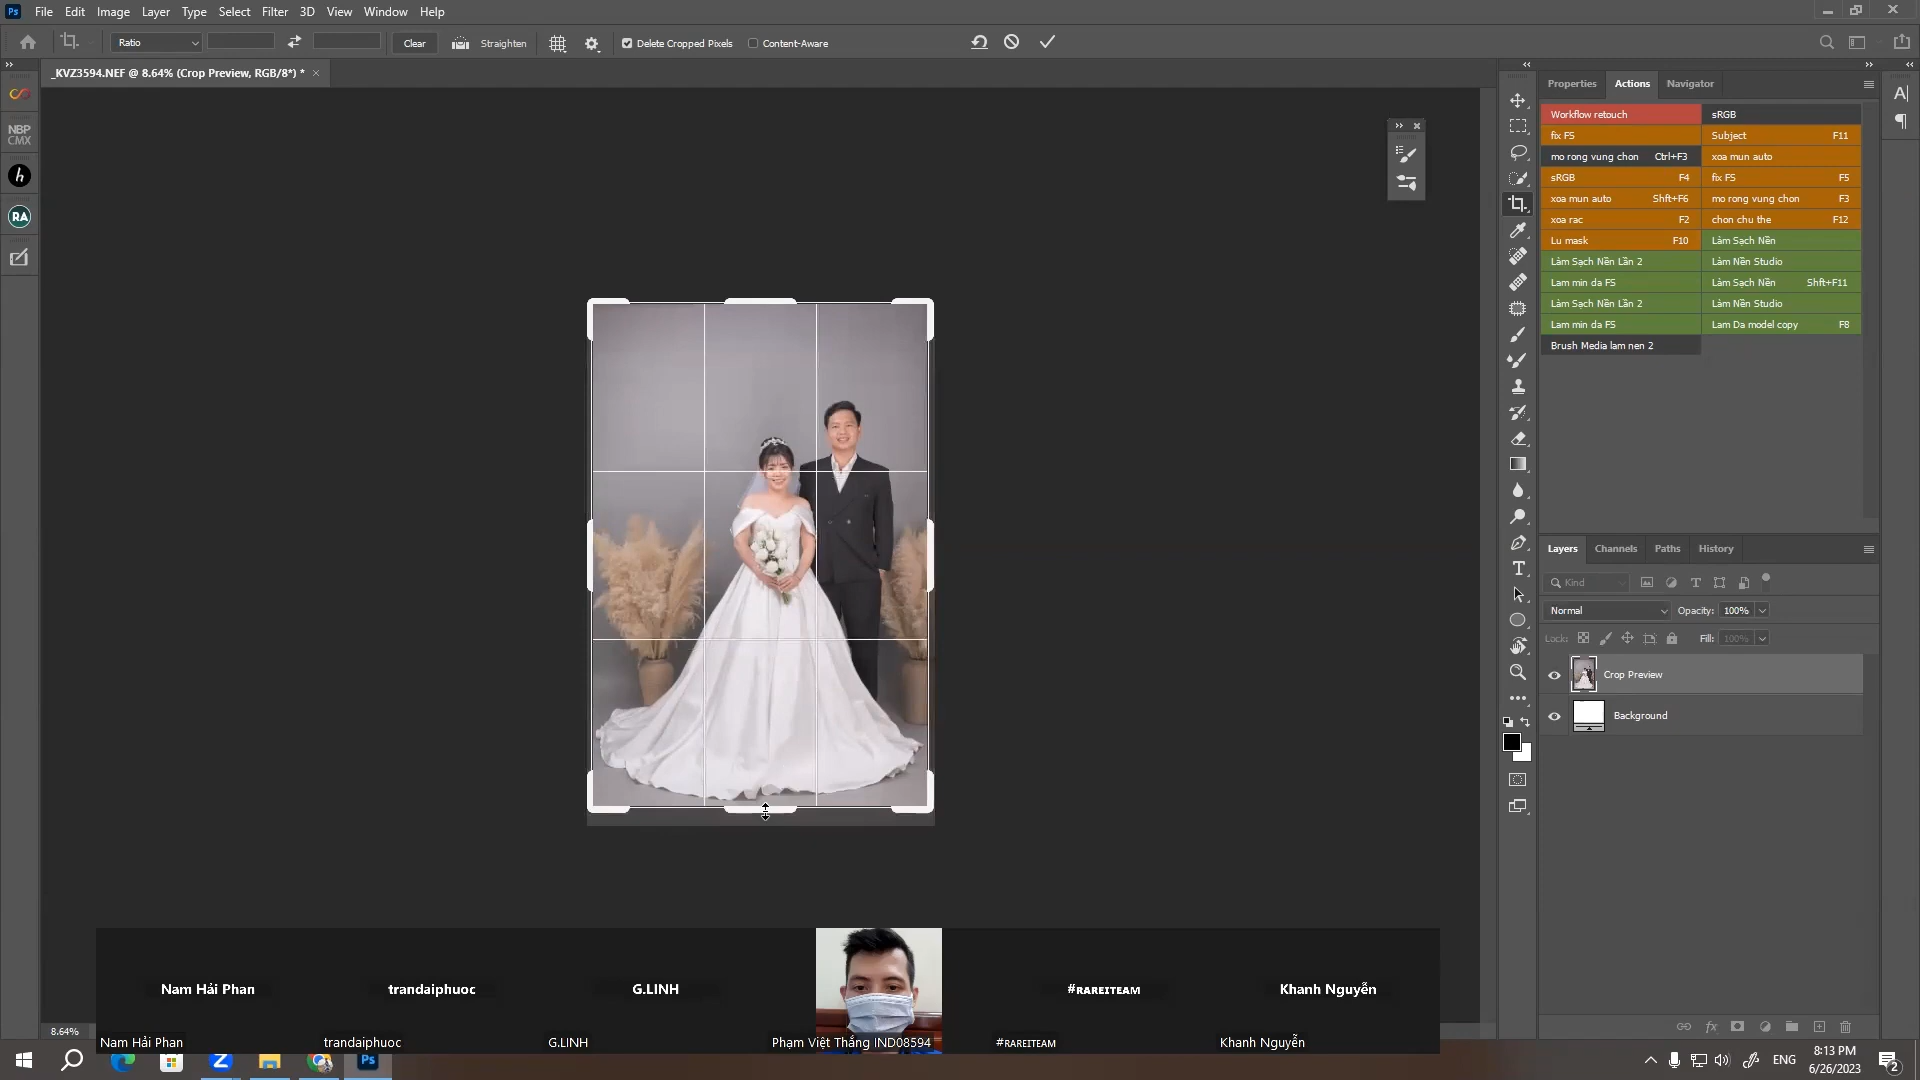 Ps File Edit Image Layer Type Select Filter 3D View Window Help
Ratio Clear Straighten Delete Cropped Pixels Content-Aware
_KVZ3594.NEF @ 8.64% (Crop Preview, RGB/8*) * ×
NBP
CMX
h
RA
Properties Actions Navigator
Workflow retouch sRGB
fix FS Subject F11
mo rong vung chon Ctrl+F3 xoa mun auto
sRGB F4 fix FS F5
xoa mun auto Shft+F6 mo rong vung chon F3
xoa rac F2 chon chu the F12
Lu mask F10 Làm Sạch Nền
Làm Sạch Nền Lần 2 Làm Nền Studio
Lam min da FS Làm Sạch Nền Shft+F11
Làm Sạch Nền Lần 2 Làm Nền Studio
Lam min da FS Lam Da model copy F8
Brush Media lam nen 2
Layers Channels Paths History
Kind
Normal Opacity: 100%
Lock: Fill: 100%
Crop Preview
Background
fx
8.64%
Nam Hải Phan trandaiphuoc G.LINH #RAREITEAM Khanh Nguyễn
Nam Hải Phan trandaiphuoc G.LINH Phạm Việt Thắng IND08594 #RAREITEAM Khanh Nguyễn
Ps ENG 8:13 PM
6/26/2023
2